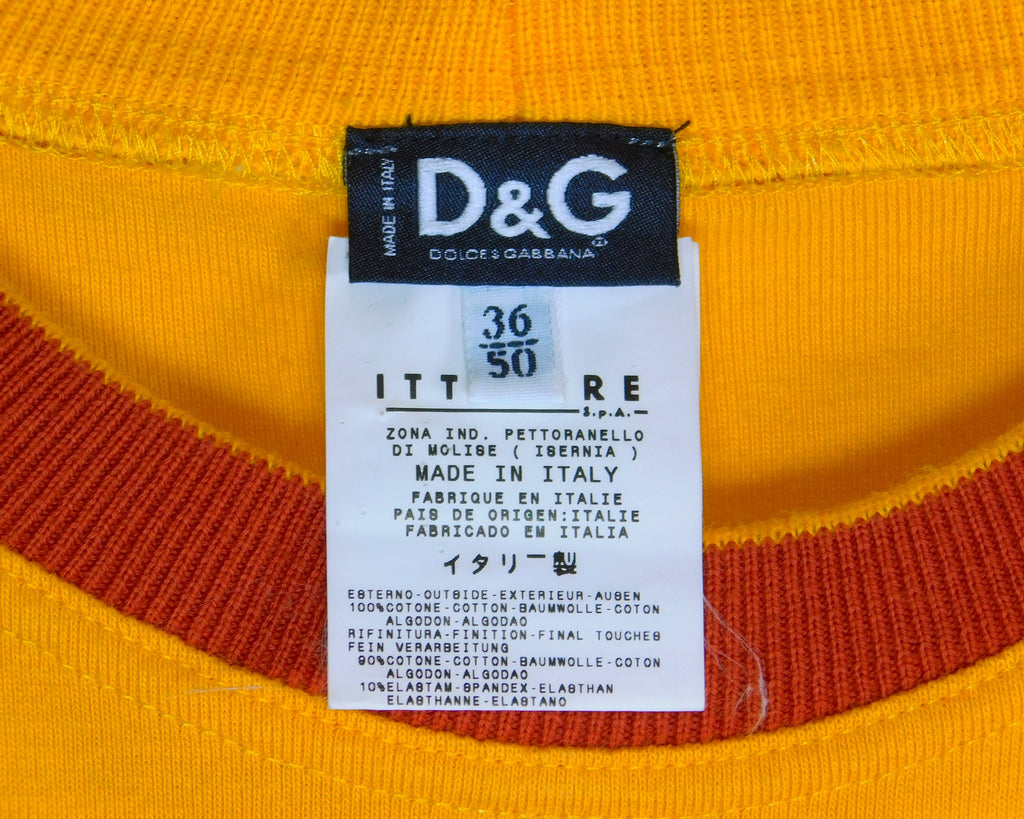 MADE IN ITALY
D&G
DOLCE & GABBANA
36
50
ITT RE
S.p.A.
ZONA IND. PETTORANELLO
DI MOLISE ( ISERNIA )
MADE IN ITALY
FABRIQUE EN ITALIE
PAIS DE ORIGEN:ITALIE
FABRICADO EM ITALIA
イタリー製
ESTERNO-OUTSIDE-EXTERIEUR-AUSEN
100%COTONE-COTTON-BAUMWOLLE-COTON
ALGODON-ALGODAO
RIFINITURA-FINITION-FINAL TOUCHES
FEIN VERARBEITUNG
90%COTONE-COTTON-BAUMWOLLE-COTON
ALGODON-ALGODAO
10%ELASTAM-SPANDEX-ELASTHAN
ELASTHANNE-ELASTANO